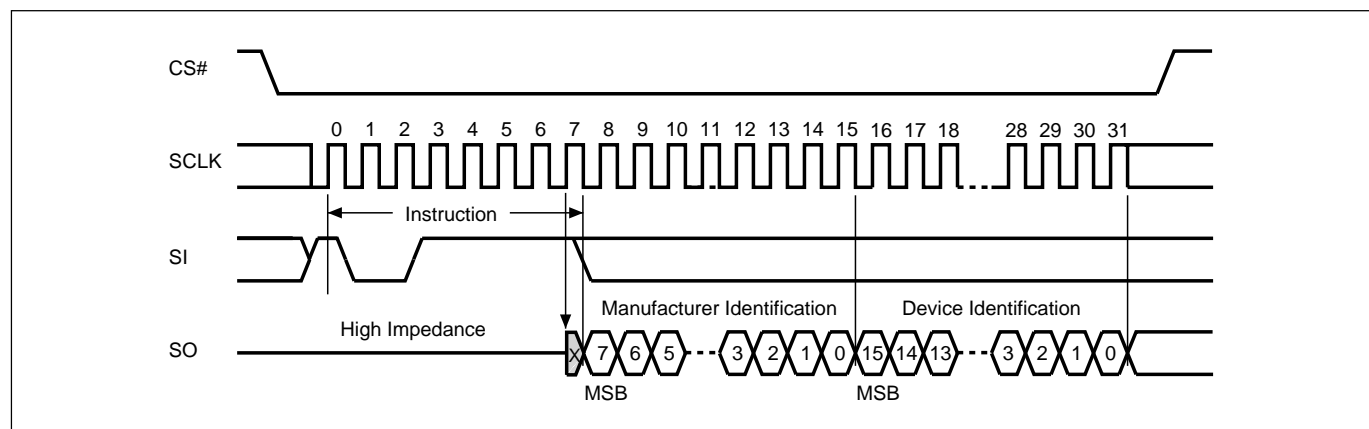 CS#
0 1 2 3 4 5 6 7 8 9 10 11 12 13 14 15 16 17 18 28 29 30 31
SCLK
Instruction
SI
Manufacturer Identification Device Identification
High Impedance
SO X 7 6 5 3 2 1 0 15 14 13 3 2 1 0
MSB MSB